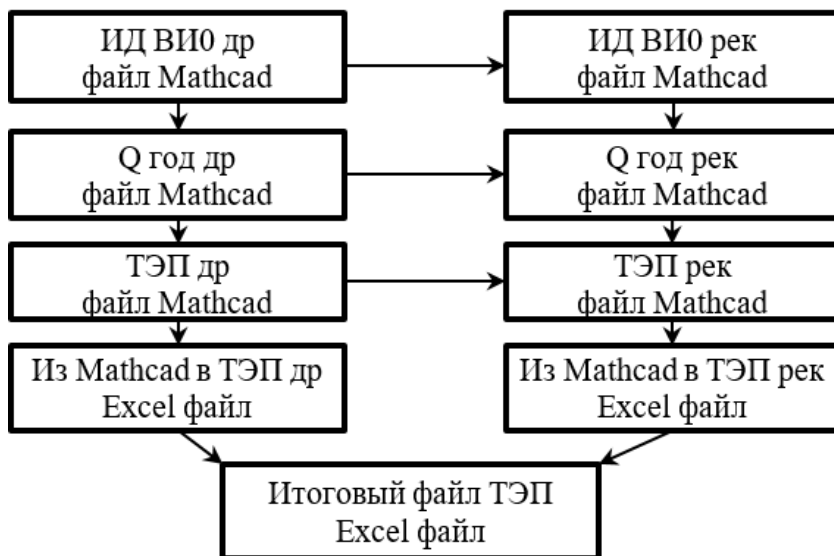 ИД ВИ0 др
файл Mathcad
ИД ВИ0 рек
файл Mathcad
Q год др
файл Mathcad
Q год рек
файл Mathcad
ТЭП др
файл Mathcad
ТЭП рек
файл Mathcad
Из Mathcad в ТЭП др
Excel файл
Из Mathcad в ТЭП рек
Excel файл
Итоговый файл ТЭП
Excel файл